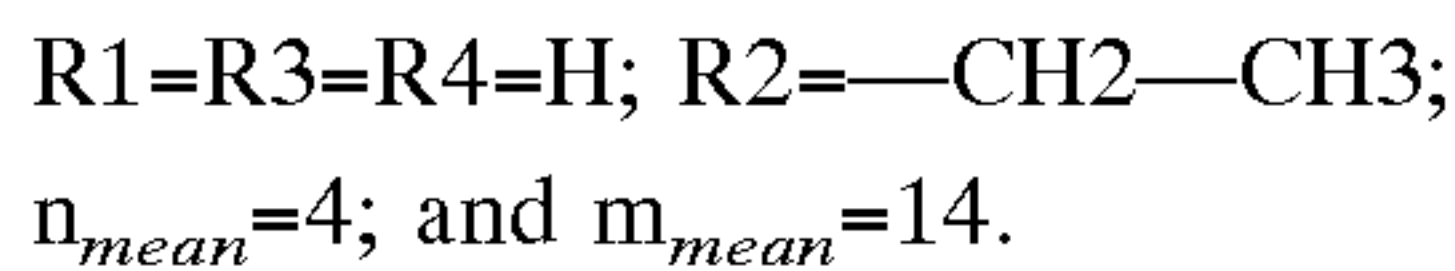 R1=R3=R4=H; R2=—CH2—CH3;
n_mean=4; and m_mean=14.